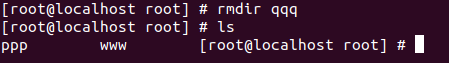 [root@localhost root] # rmdir qqq
[root@localhost root] # ls
ppp www [root@localhost root] #